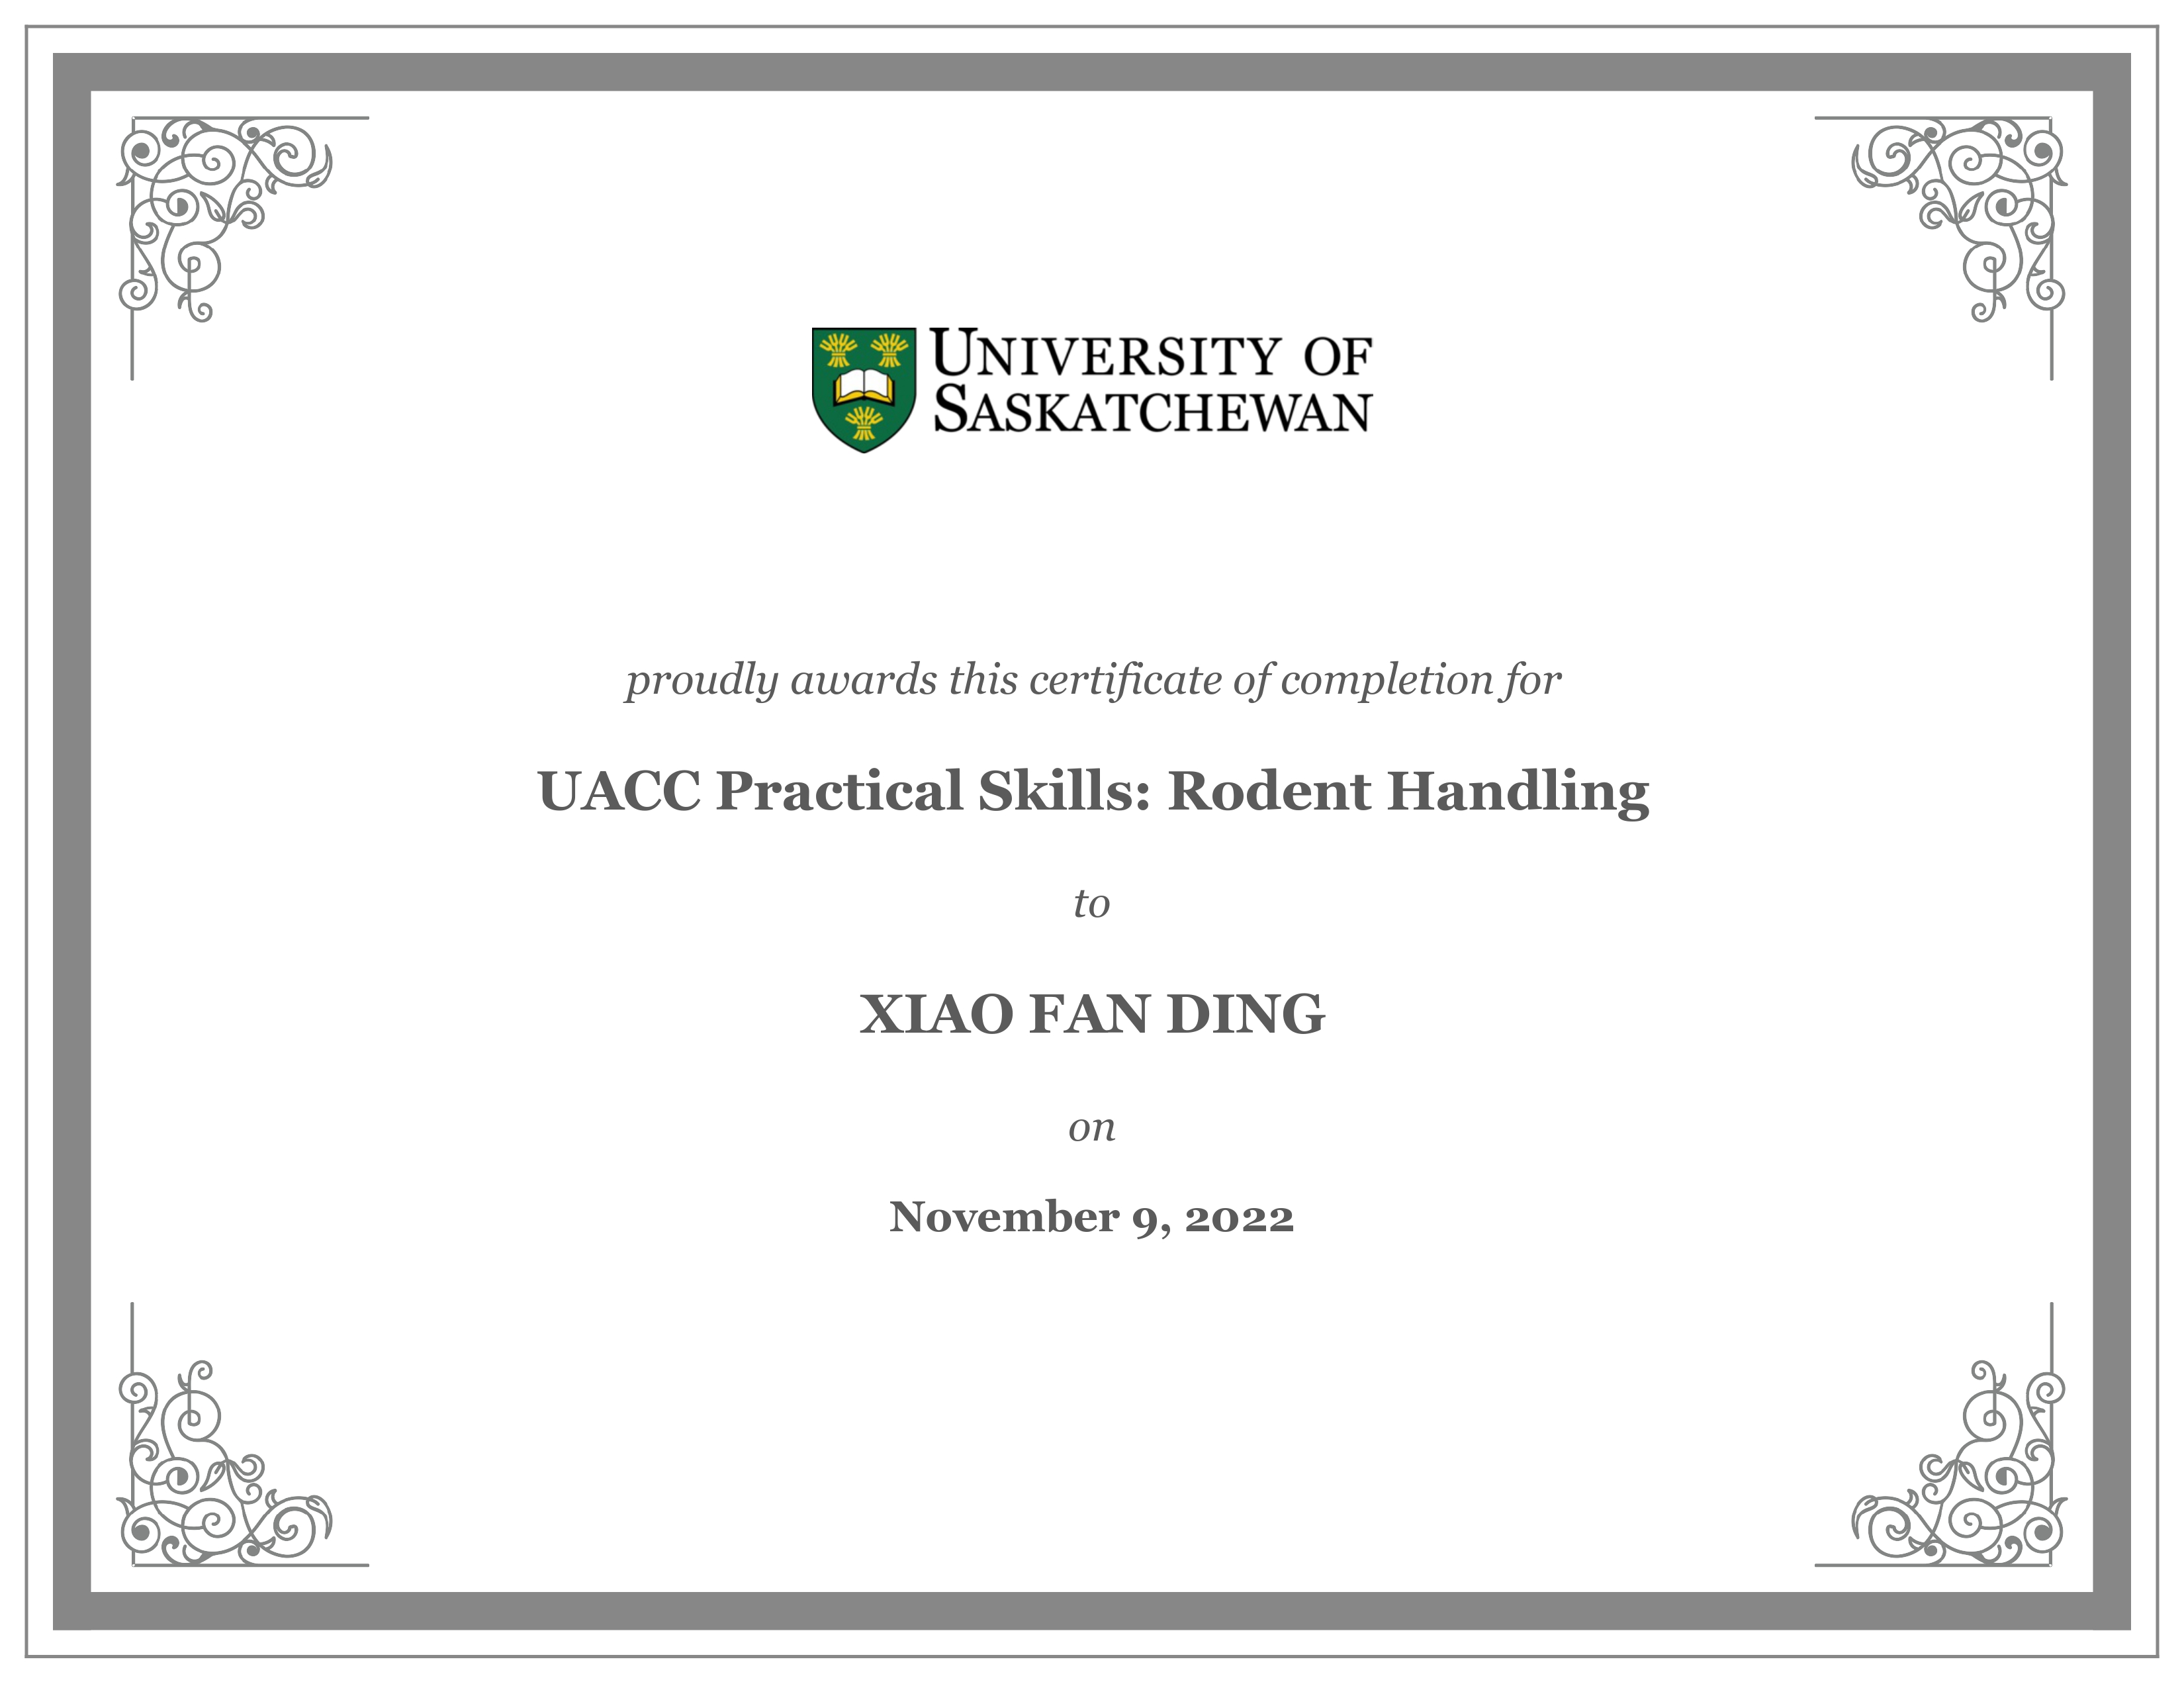 UNIVERSITY OF
SASKATCHEWAN
proudly awards this certificate of completion for
UACC Practical Skills: Rodent Handling
to
XIAO FAN DING
on
November 9, 2022